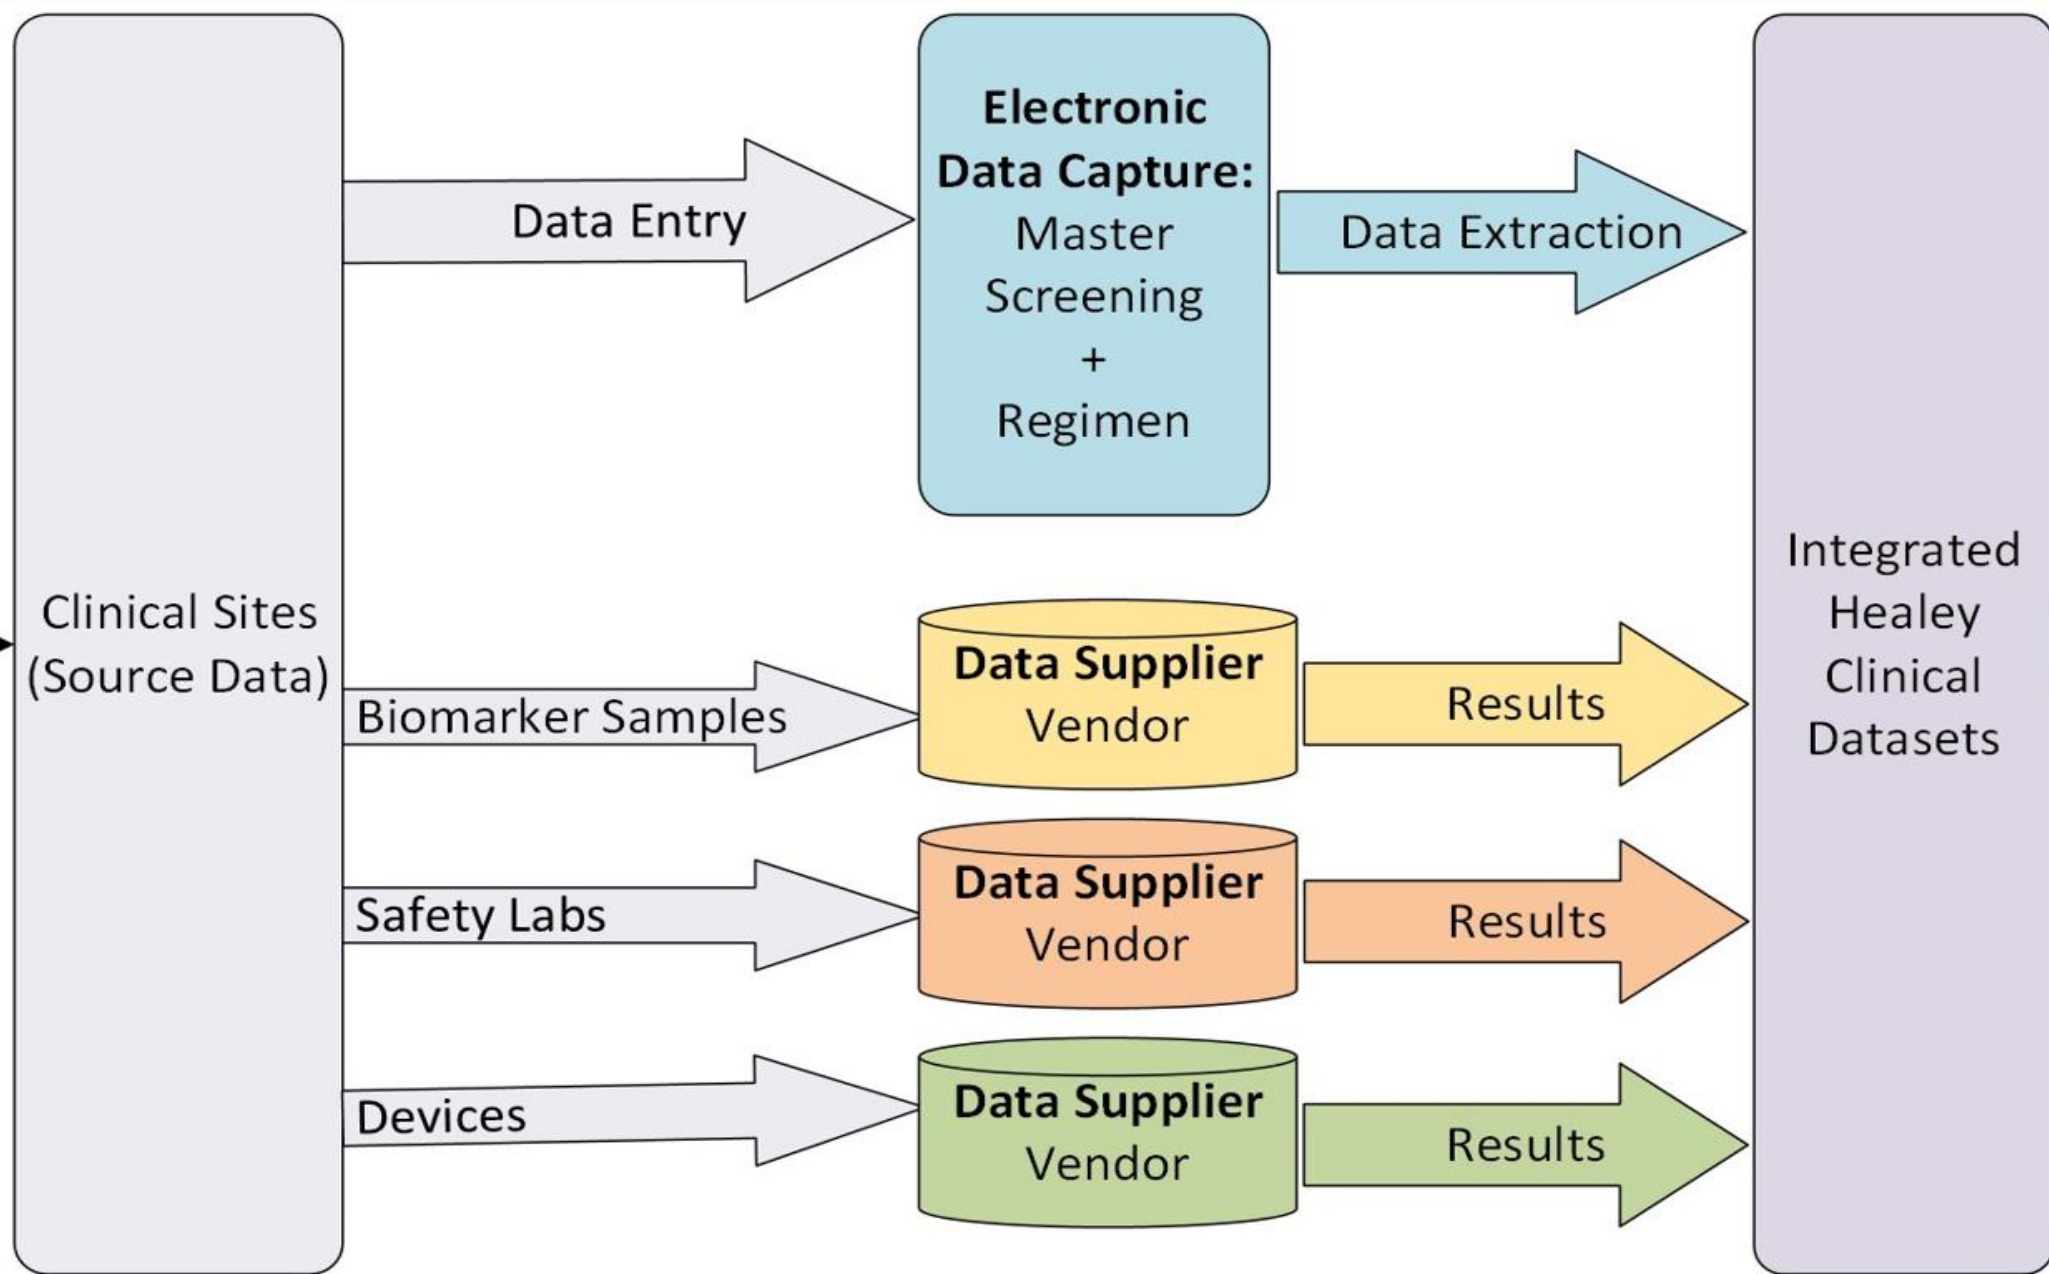 Clinical Sites
(Source Data)
Data Entry
Electronic
Data Capture:
Master
Screening
+
Regimen
Data Extraction
Biomarker Samples
Data Supplier
Vendor
Results
Safety Labs
Data Supplier
Vendor
Results
Devices
Data Supplier
Vendor
Results
Integrated
Healey
Clinical
Datasets